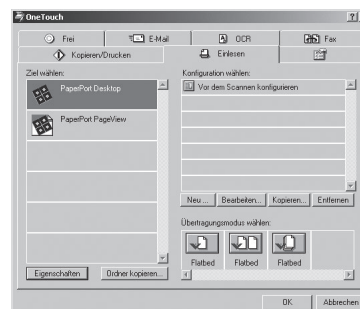 OneTouch
Frei
E-Mail
OCR
Fax
Kopieren/Drucken
Einlesen
Ziel wählen:
PaperPort Desktop
PaperPort PageView
Eigenschaften
Ordner kopieren...
Konfiguration wählen:
Vor dem Scannen konfigurieren
Neu ...
Bearbeiten...
Kopieren...
Entfernen
Übertragungsmodus wählen:
Flatbed
Flatbed
Flatbed
OK
Abbrechen